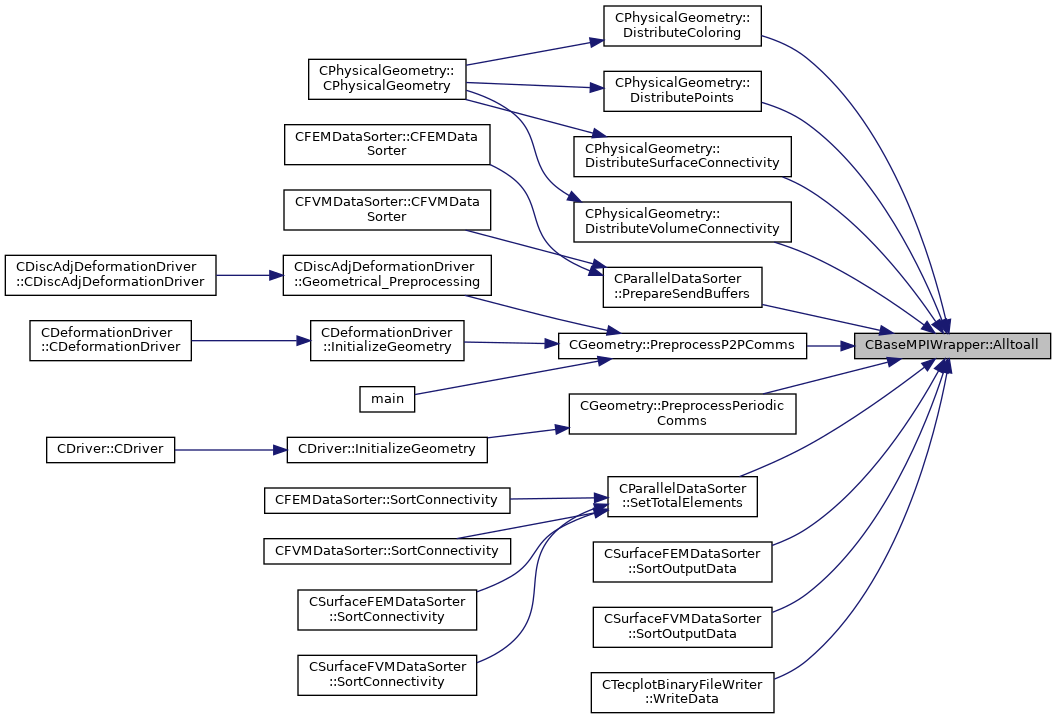 CPhysicalGeometry::
DistributeColoring
CPhysicalGeometry::
CPhysicalGeometry
CPhysicalGeometry::
DistributePoints
CFEMDataSorter::CFEMData
Sorter
CPhysicalGeometry::
DistributeSurfaceConnectivity
CFVMDataSorter::CFVMData
Sorter
CPhysicalGeometry::
DistributeVolumeConnectivity
CDiscAdjDeformationDriver
::CDiscAdjDeformationDriver
CDiscAdjDeformationDriver
::Geometrical_Preprocessing
CParallelDataSorter
::PrepareSendBuffers
CDeformationDriver
::CDeformationDriver
CDeformationDriver
::InitializeGeometry
CGeometry::PreprocessP2PComms
CBaseMPIWrapper::Alltoall
main
CGeometry::PreprocessPeriodic
Comms
CDriver::CDriver
CDriver::InitializeGeometry
CFEMDataSorter::SortConnectivity
CParallelDataSorter
::SetTotalElements
CFVMDataSorter::SortConnectivity
CSurfaceFEMDataSorter
::SortOutputData
CSurfaceFEMDataSorter
::SortConnectivity
CSurfaceFVMDataSorter
::SortOutputData
CSurfaceFVMDataSorter
::SortConnectivity
CTecplotBinaryFileWriter
::WriteData